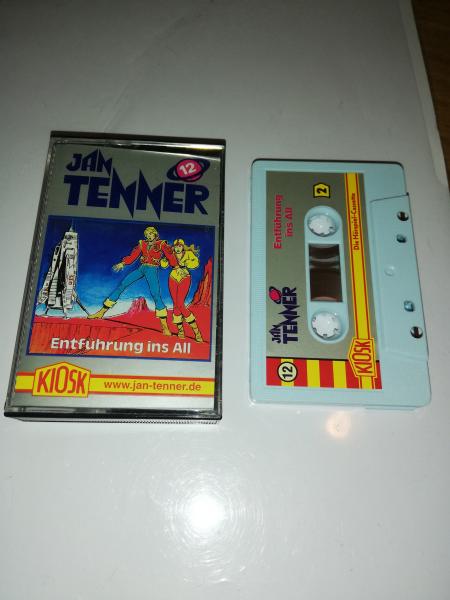 JAN
TENNER
12
Entführung ins All
KIOSK
www.jan-tenner.de
Entführung
ins All
2
JAN
TENNER
12
KIOSK
Die Hörspiel-Cassette